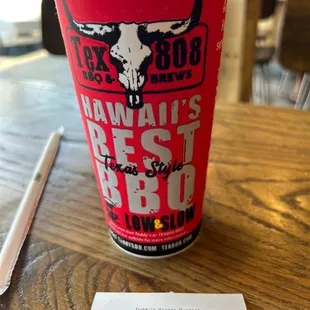 Tex 808
BBQ & BREWS
HAWAII'S
BEST
Texas Style
BBQ
LOW & SLOW